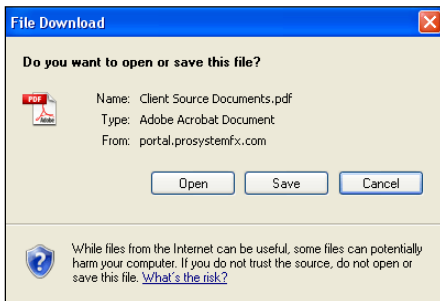 File Download
Do you want to open or save this file?
PDF
Adobe
Name: Client Source Documents.pdf
Type: Adobe Acrobat Document
From: portal.prosystemfx.com
Open Save Cancel
While files from the Internet can be useful, some files can potentially
harm your computer. If you do not trust the source, do not open or
save this file. What's the risk?